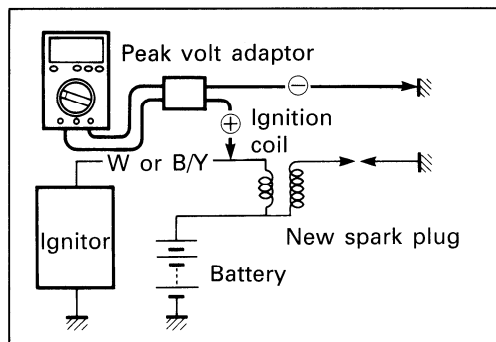 Peak volt adaptor
⊖
⊕
Ignition
coil
W or B/Y
Ignitor
New spark plug
Battery